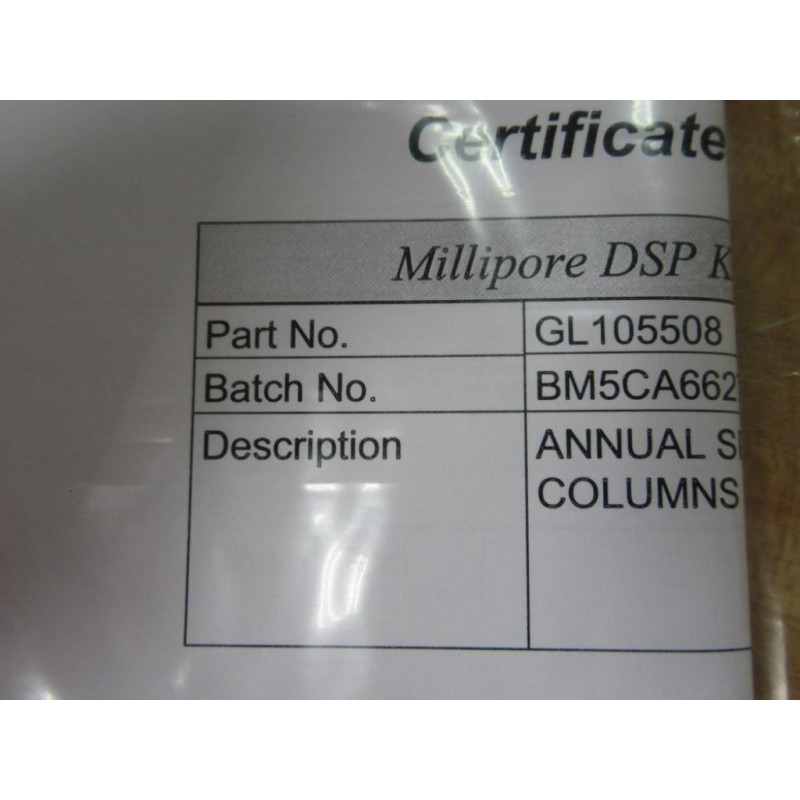 Certificate
Millipore DSP K
Part No. GL105508
Batch No. BM5CA662
Description ANNUAL S
COLUMNS